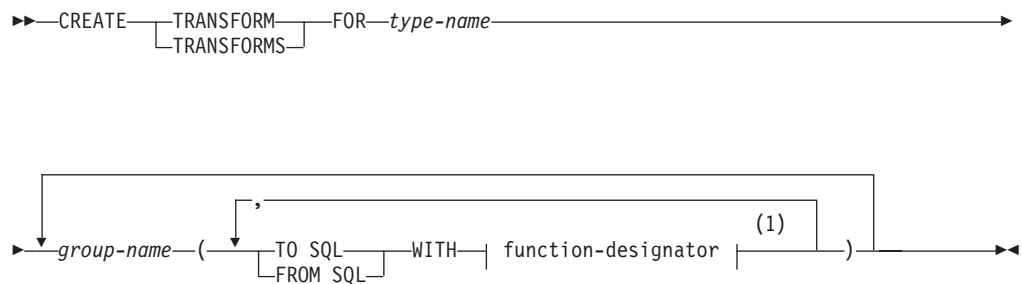 CREATE TRANSFORM FOR type-name
TRANSFORMS
,
(1)
group-name ( TO SQL WITH function-designator )
FROM SQL